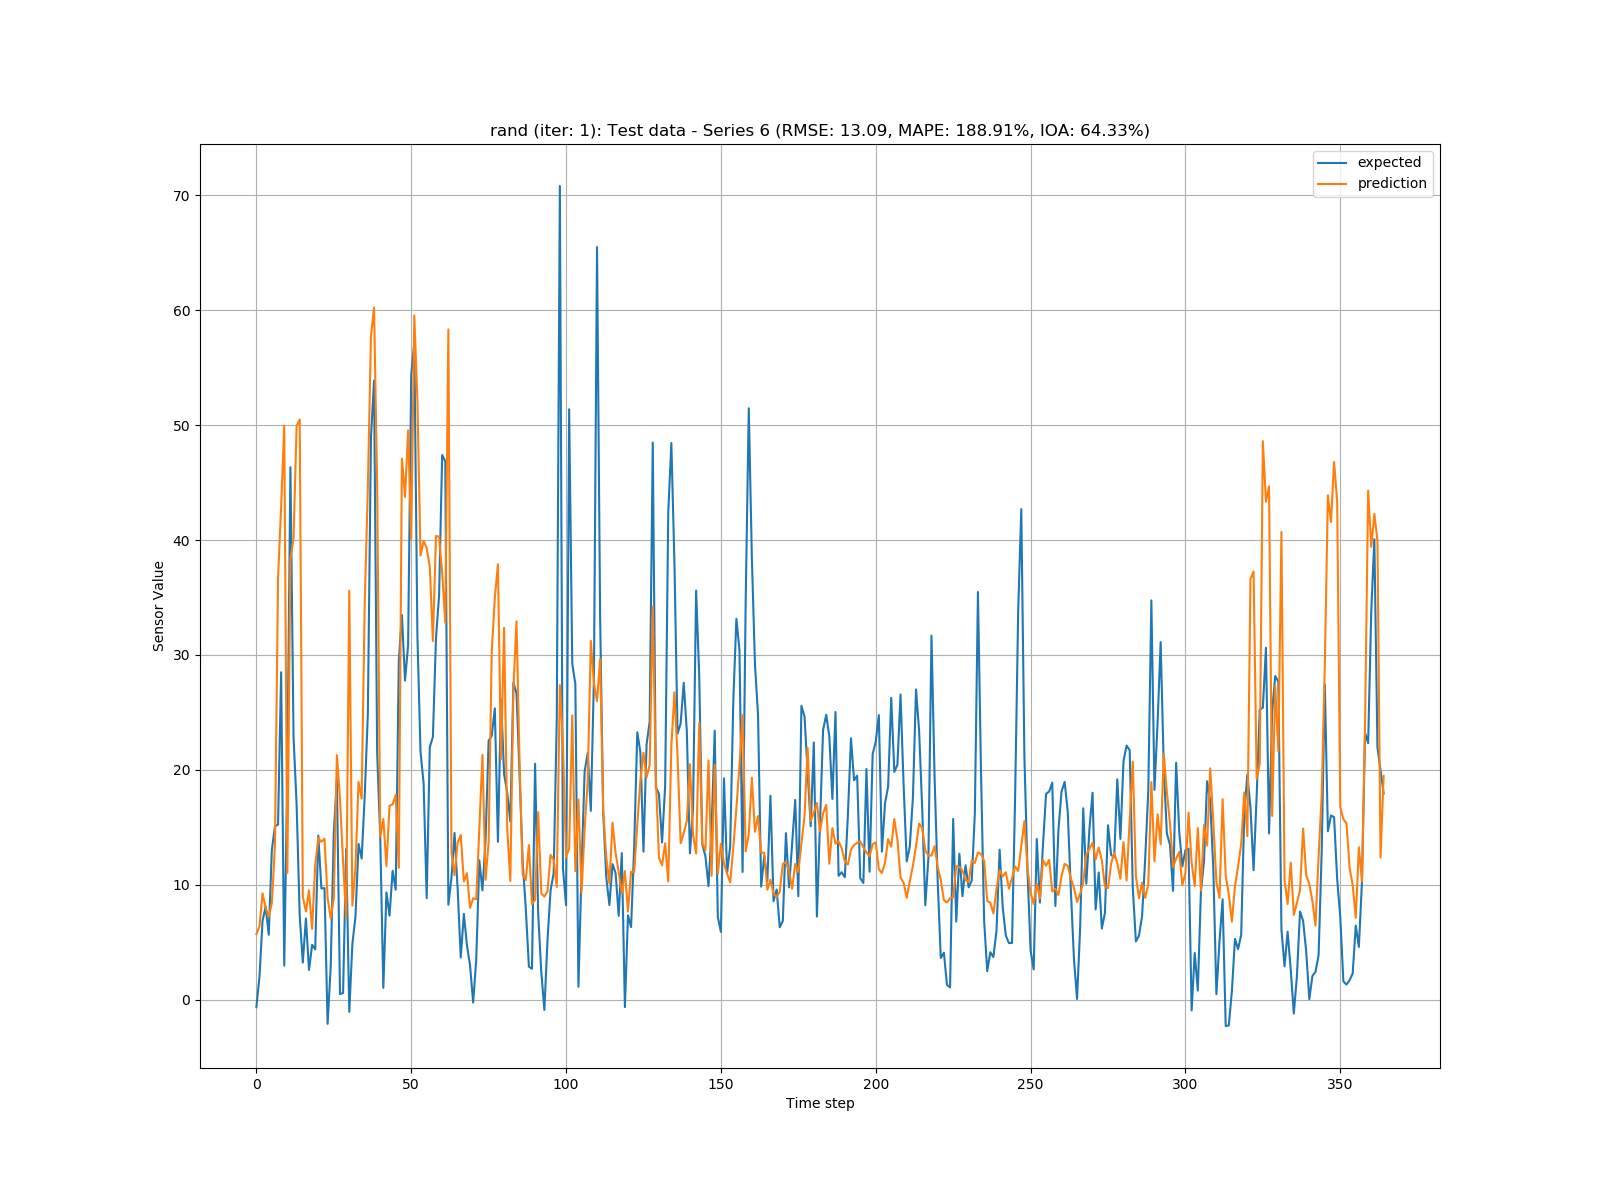 rand (iter: 1): Test data - Series 6 (RMSE: 13.09, MAPE: 188.91%, IOA: 64.33%)
expected
prediction
70
60
50
40
30
20
10
0
Sensor Value
0 50 100 150 200 250 300 350
Time step